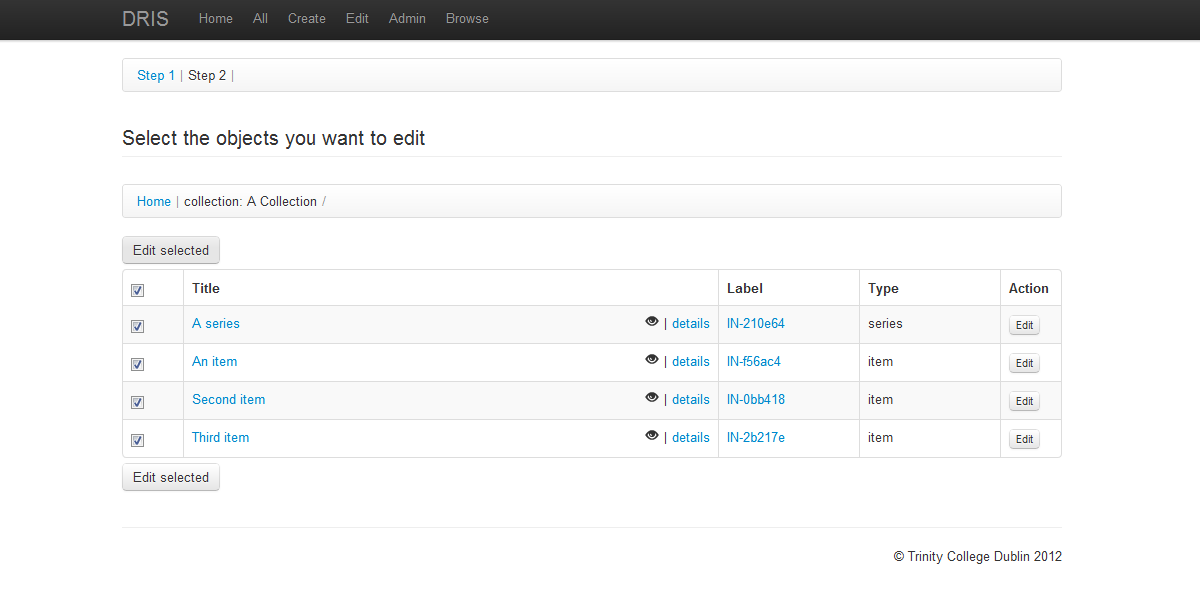 DRIS Home All Create Edit Admin Browse
Step 1 | Step 2 |
Select the objects you want to edit
Home | collection: A Collection /
Edit selected
Title Label Type Action
A series | details IN-210e64 series Edit
An item | details IN-f56ac4 item Edit
Second item | details IN-0bb418 item Edit
Third item | details IN-2b217e item Edit
Edit selected
© Trinity College Dublin 2012